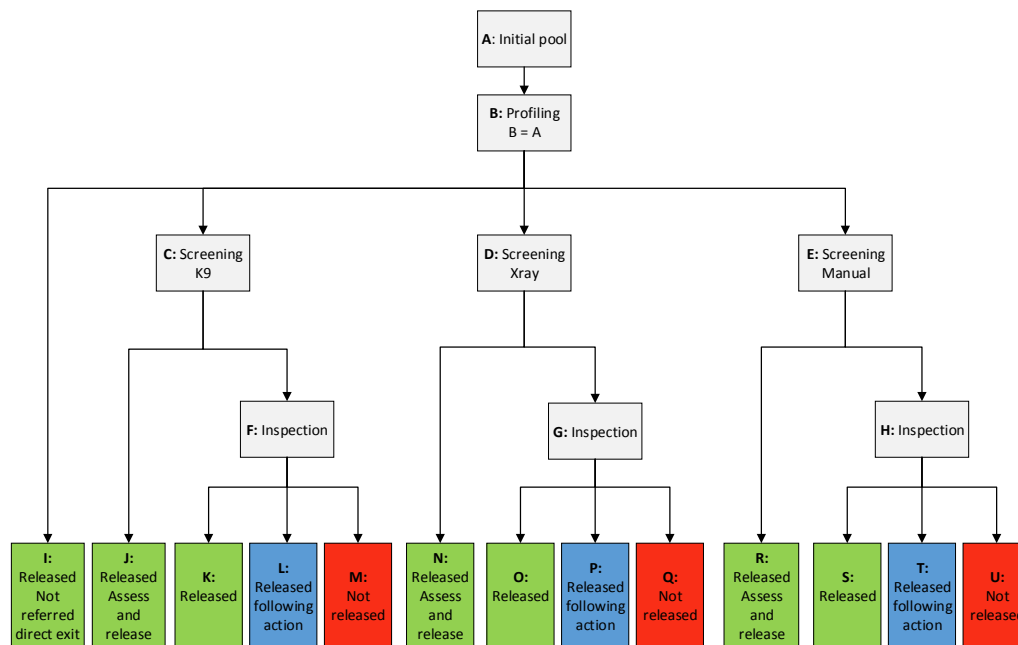 A: Initial pool
B: Profiling
B = A
C: Screening
K9
D: Screening
Xray
E: Screening
Manual
F: Inspection
G: Inspection
H: Inspection
I:
Released
Not
referred
direct exit
J:
Released
Assess
and
release
K:
Released
L:
Released
following
action
M:
Not
released
N:
Released
Assess
and
release
O:
Released
P:
Released
following
action
Q:
Not
released
R:
Released
Assess
and
release
S:
Released
T:
Released
following
action
U:
Not
released